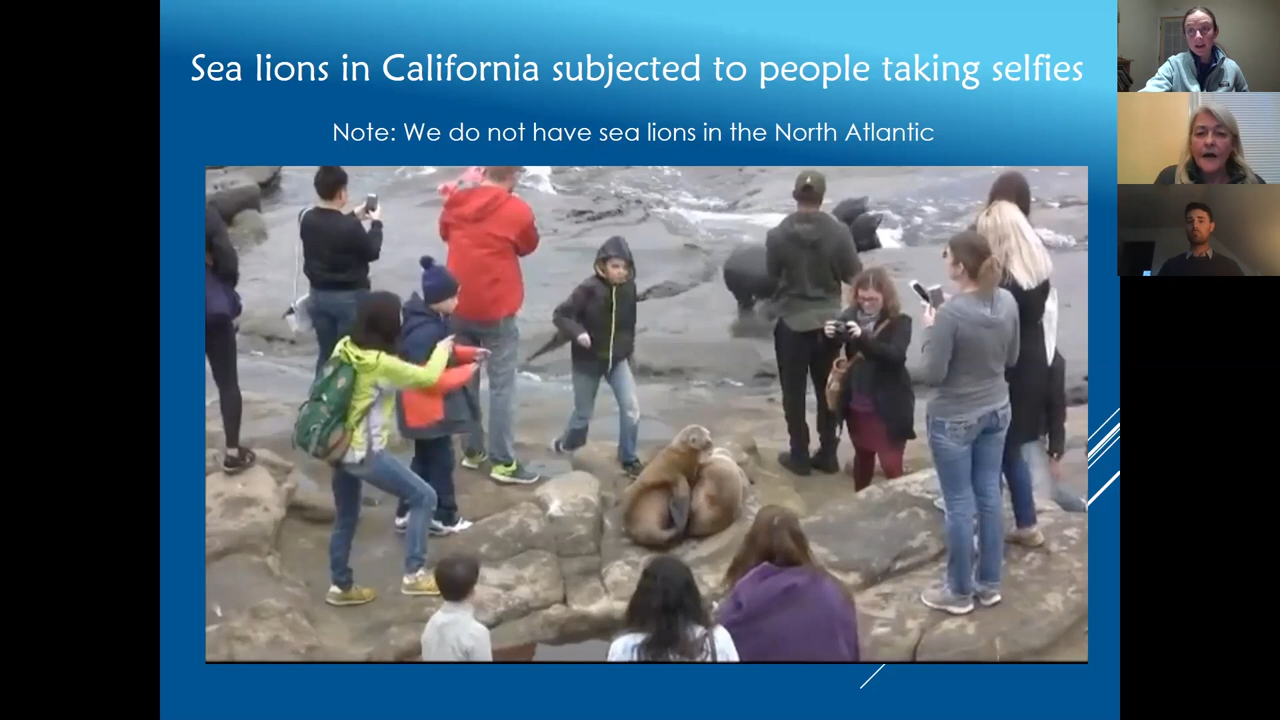 Sea lions in California subjected to people taking selfies
Note: We do not have sea lions in the North Atlantic